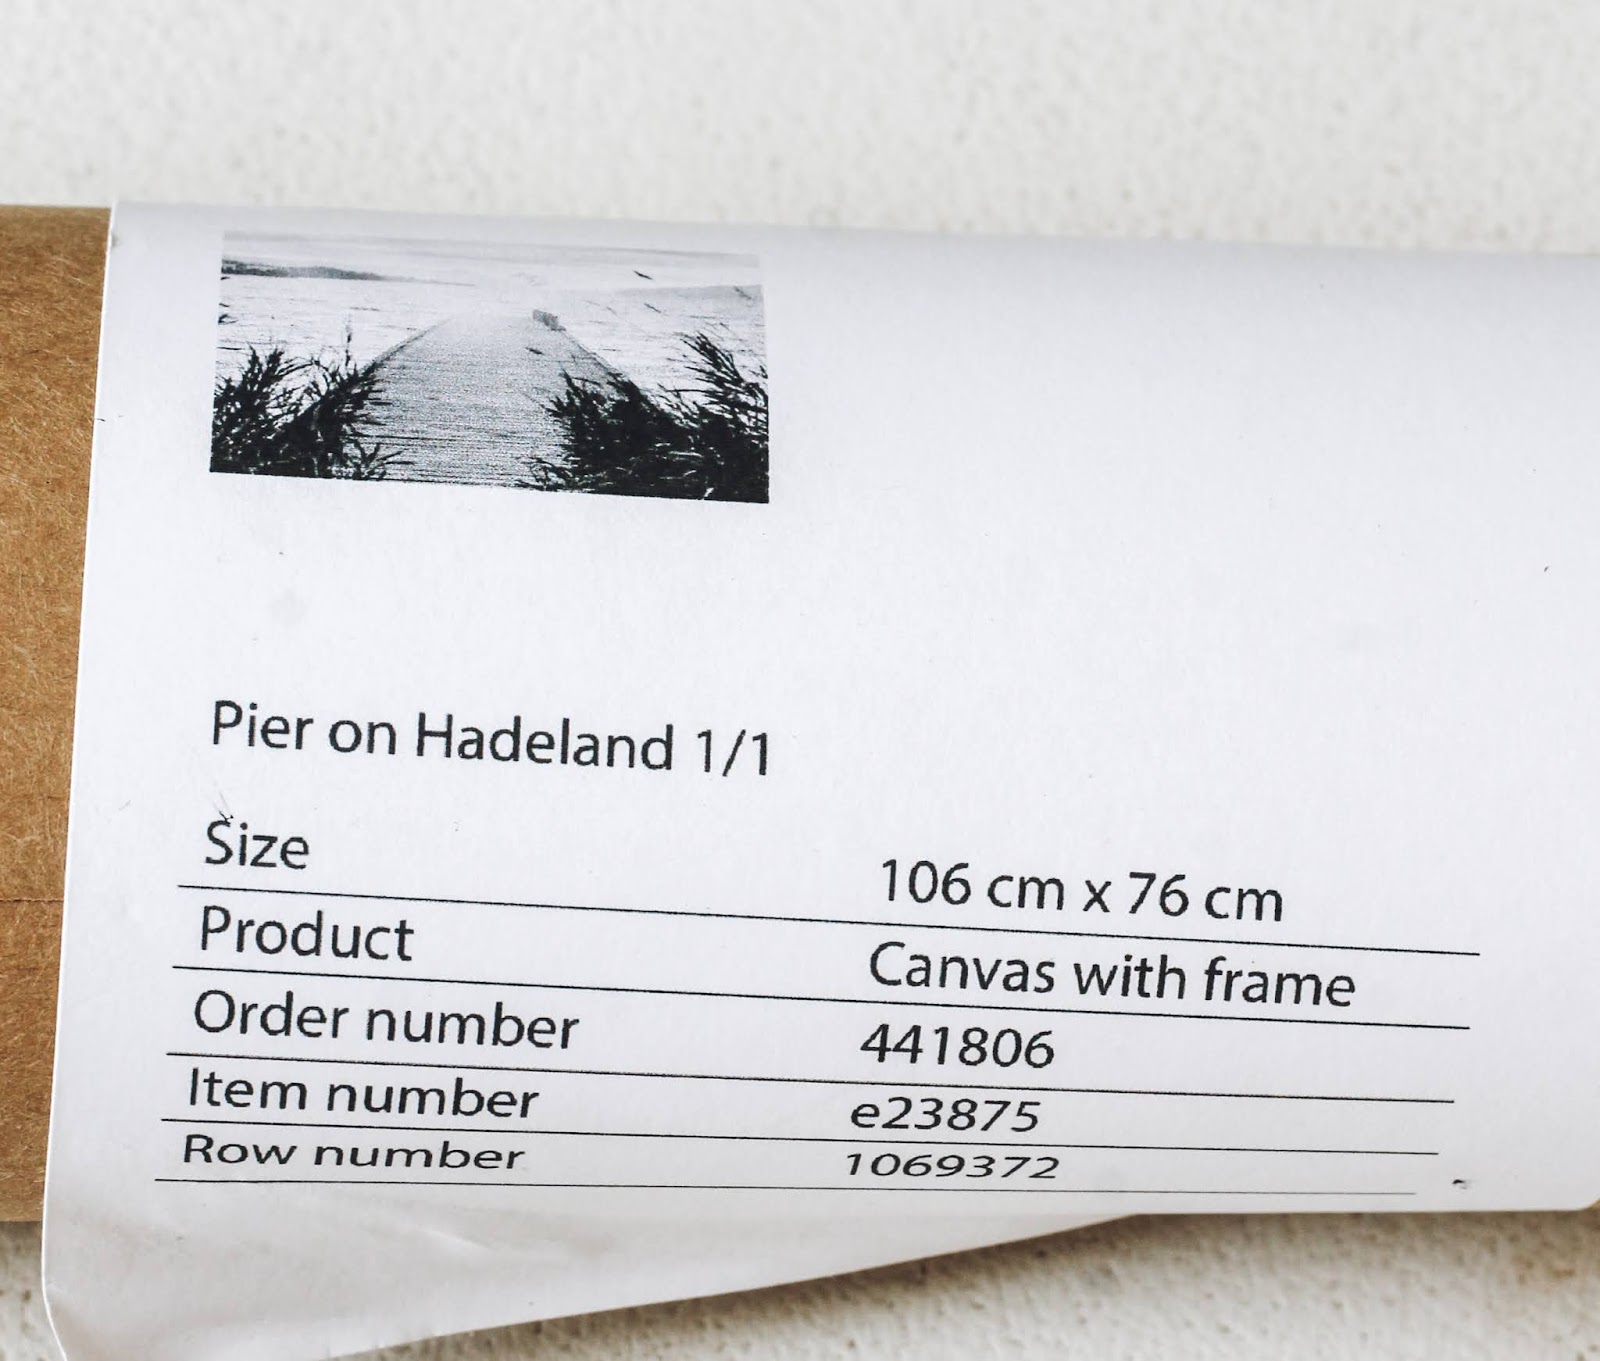 Pier on Hadeland 1/1
Size 106 cm x 76 cm
Product Canvas with frame
Order number 441806
Item number e23875
Row number 1069372